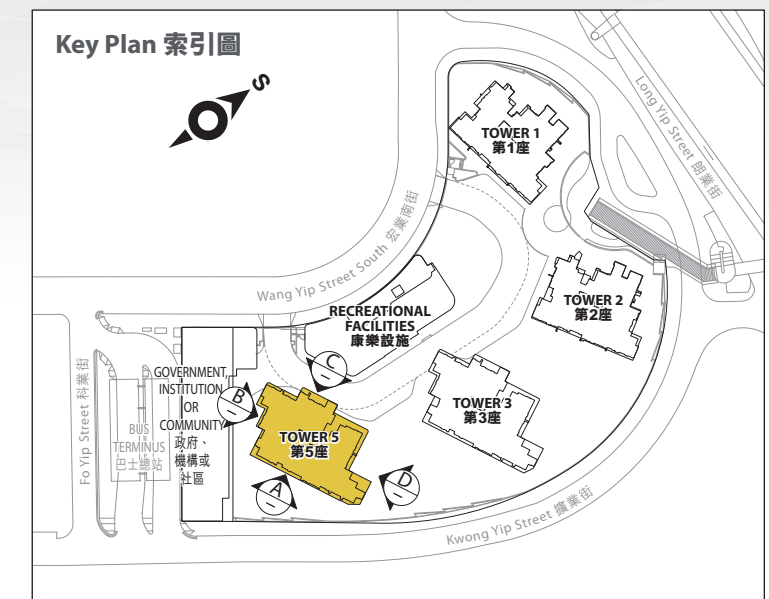 Key Plan 索引圖
S
TOWER 1
第1座
Long Yip Street 朗業街
Wang Yip Street South 宏業南街
TOWER 2
第2座
RECREATIONAL
FACILITIES
康樂設施
C
–
GOVERNMENT,
INSTITUTION
OR
COMMUNITY
政府、
機構或
社區
B
–
TOWER 3
第3座
Fo Yip Street 科業街
BUS
TERMINUS
巴士總站
TOWER 5
第5座
A
–
D
–
Kwong Yip Street 擴業街